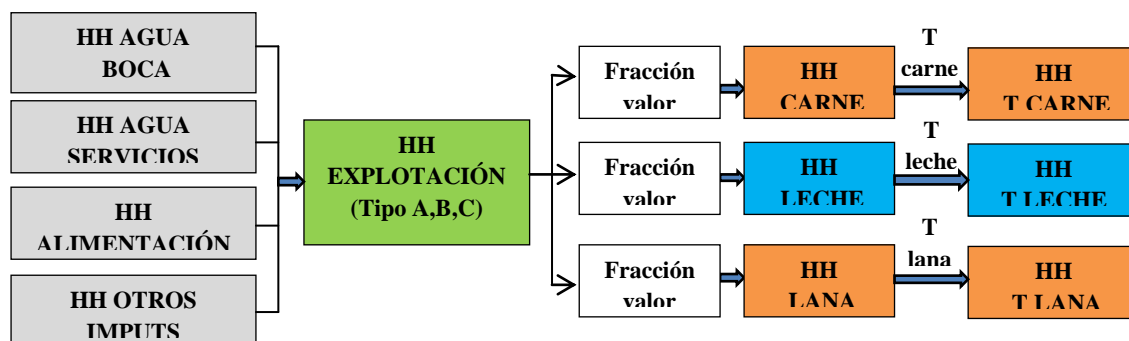 HH AGUA
BOCA
HH AGUA
SERVICIOS
HH
ALIMENTACIÓN
HH OTROS
IMPUTS
HH
EXPLOTACIÓN
(Tipo A,B,C)
Fracción
valor
HH
CARNE
T
carne
HH
T CARNE
Fracción
valor
HH
LECHE
T
leche
HH
T LECHE
Fracción
valor
HH
LANA
T
lana
HH
T LANA